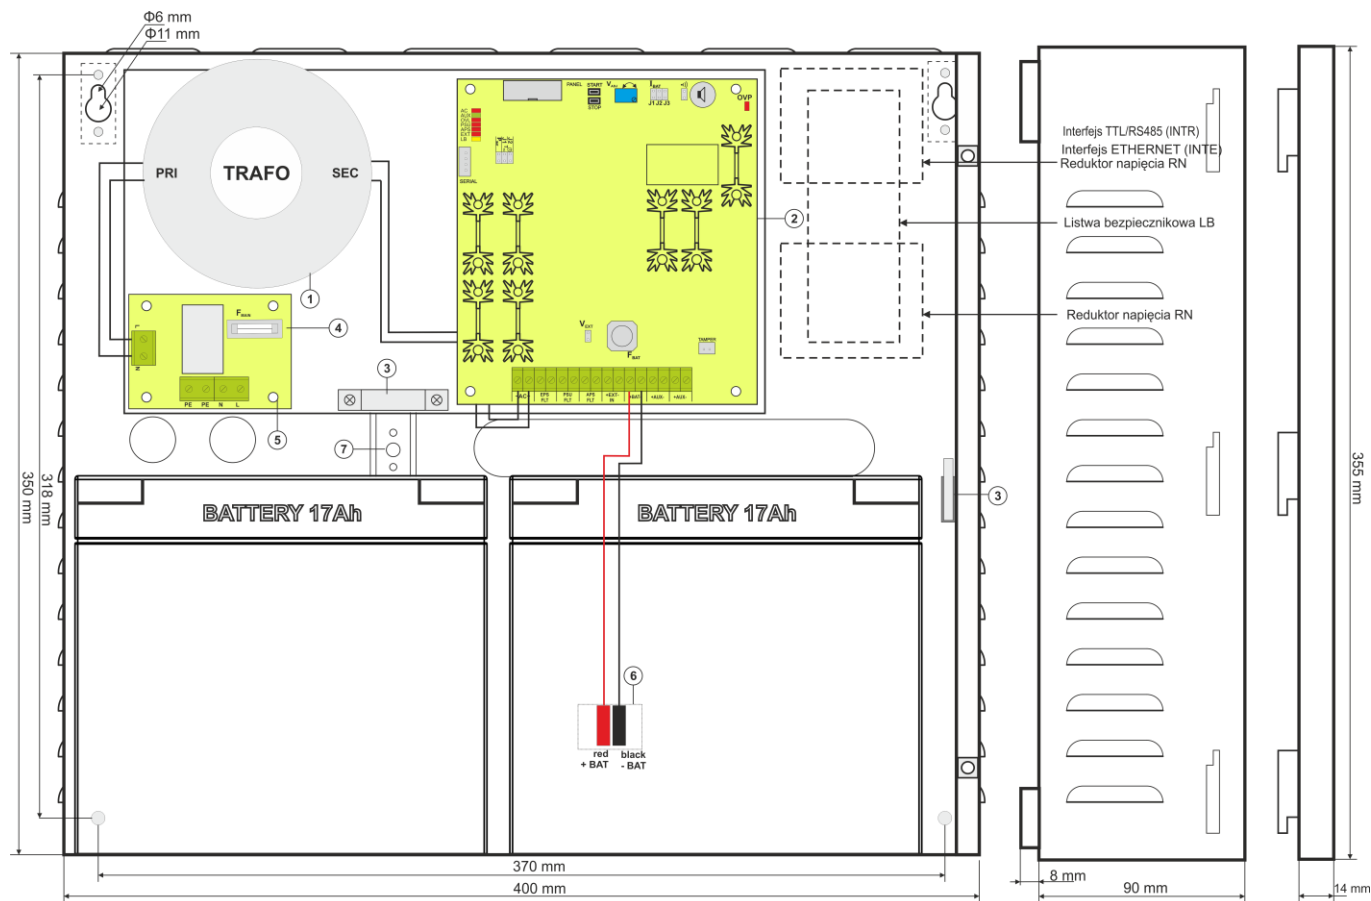 Φ6 mm
Φ11 mm
PRI
TRAFO
SEC
PANEL
START
STOP
I BAT
J1 J2 J3
OVP
AC
AUX
OVL
PSU
APS
EXT
LB
SERIAL
1
2
Interfejs TTL/RS485 (INTR)
Interfejs ETHERNET (INTE)
Reduktor napięcia RN
Listwa bezpiecznikowa LB
Reduktor napięcia RN
L
N
F MAIN
4
PE PE N L
5
3
7
V EXT
F BAT
TAMPER
+AC+
EPS FLT
PSU FLT
APS FLT
+EXT- IN
+BAT-
+AUX-
+AUX-
350 mm
318 mm
355 mm
BATTERY 17Ah
BATTERY 17Ah
3
6
red
+ BAT
black
- BAT
370 mm
400 mm
8 mm
90 mm
14 mm